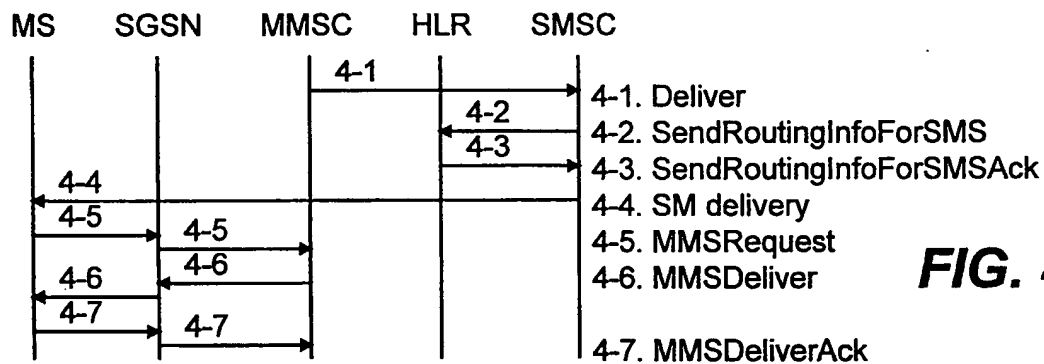 MS SGSN MMSC HLR SMSC
4-1
4-1. Deliver
4-2
4-2. SendRoutingInfoForSMS
4-3
4-3. SendRoutingInfoForSMSAck
4-4
4-4. SM delivery
4-5
4-5
4-5. MMSRequest
4-6
4-6
4-6. MMSDeliver
FIG.
4-7
4-7
4-7. MMSDeliverAck